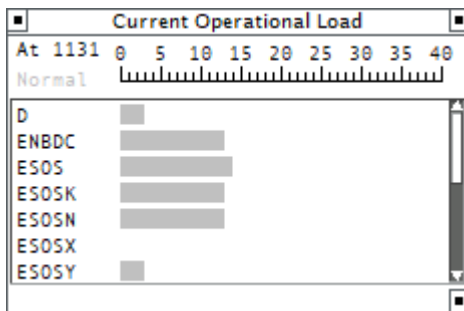 Current Operational Load
At 1131 0 5 10 15 20 25 30 35 40
Normal
D
ENBDC
ESOS
ESOSK
ESOSN
ESOSX
ESOSY